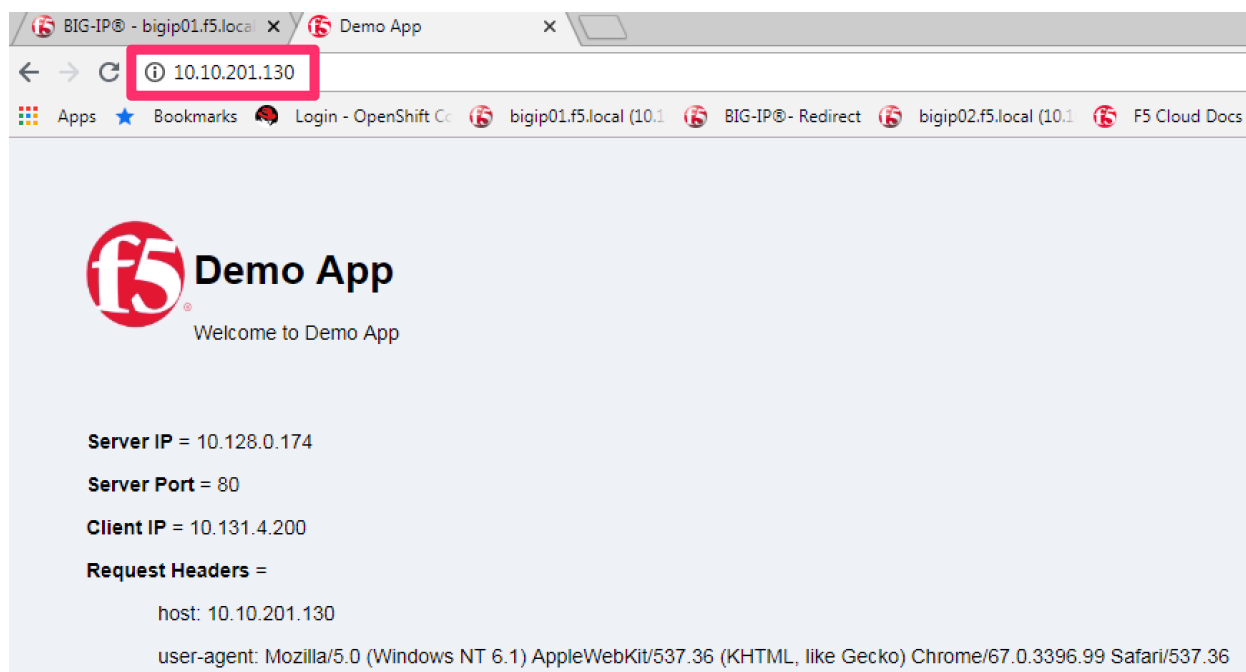 BIG-IP® - bigip01.f5.local Demo App
10.10.201.130
Apps Bookmarks Login - OpenShift Co bigip01.f5.local (10.1 BIG-IP®- Redirect bigip02.f5.local (10.1 F5 Cloud Docs
f5® Demo App
Welcome to Demo App
Server IP = 10.128.0.174
Server Port = 80
Client IP = 10.131.4.200
Request Headers =
host: 10.10.201.130
user-agent: Mozilla/5.0 (Windows NT 6.1) AppleWebKit/537.36 (KHTML, like Gecko) Chrome/67.0.3396.99 Safari/537.36